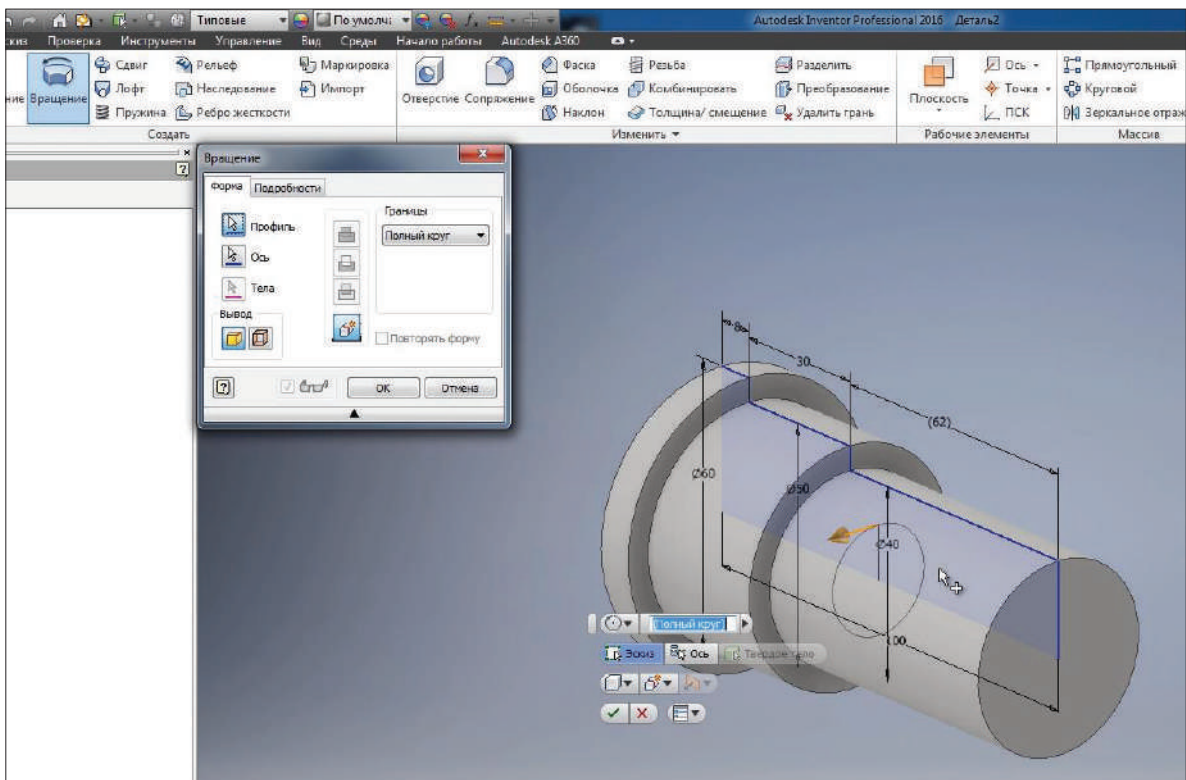 Типовые По умолч: Autodesk Inventor Professional 2016 Деталь2
Проверка Инструменты Управление Вид Среды Начало работы Autodesk A360
Сдвиг Рельеф Маркировка Фаска Резьба Разделить Ось Прямоугольный
Вращение Лофт Наследование Импорт Отверстие Сопряжение Оболочка Комбинировать Преобразование Плоскость Точка Круговой
Пружина Ребро жесткости Наклон Толщина/ смещение Удалить грань ПСК Зеркальное отраж
Создать Изменить Рабочие элементы Массив
Вращение
Форма Подробности
Границы
Профиль
Полный круг
Ось
Тела
Вывод
Повторять форму
ОК Отмена
8
30
(62)
Ø60
Ø50
Ø40
Полный круг
Эскиз Ось Твердое тело